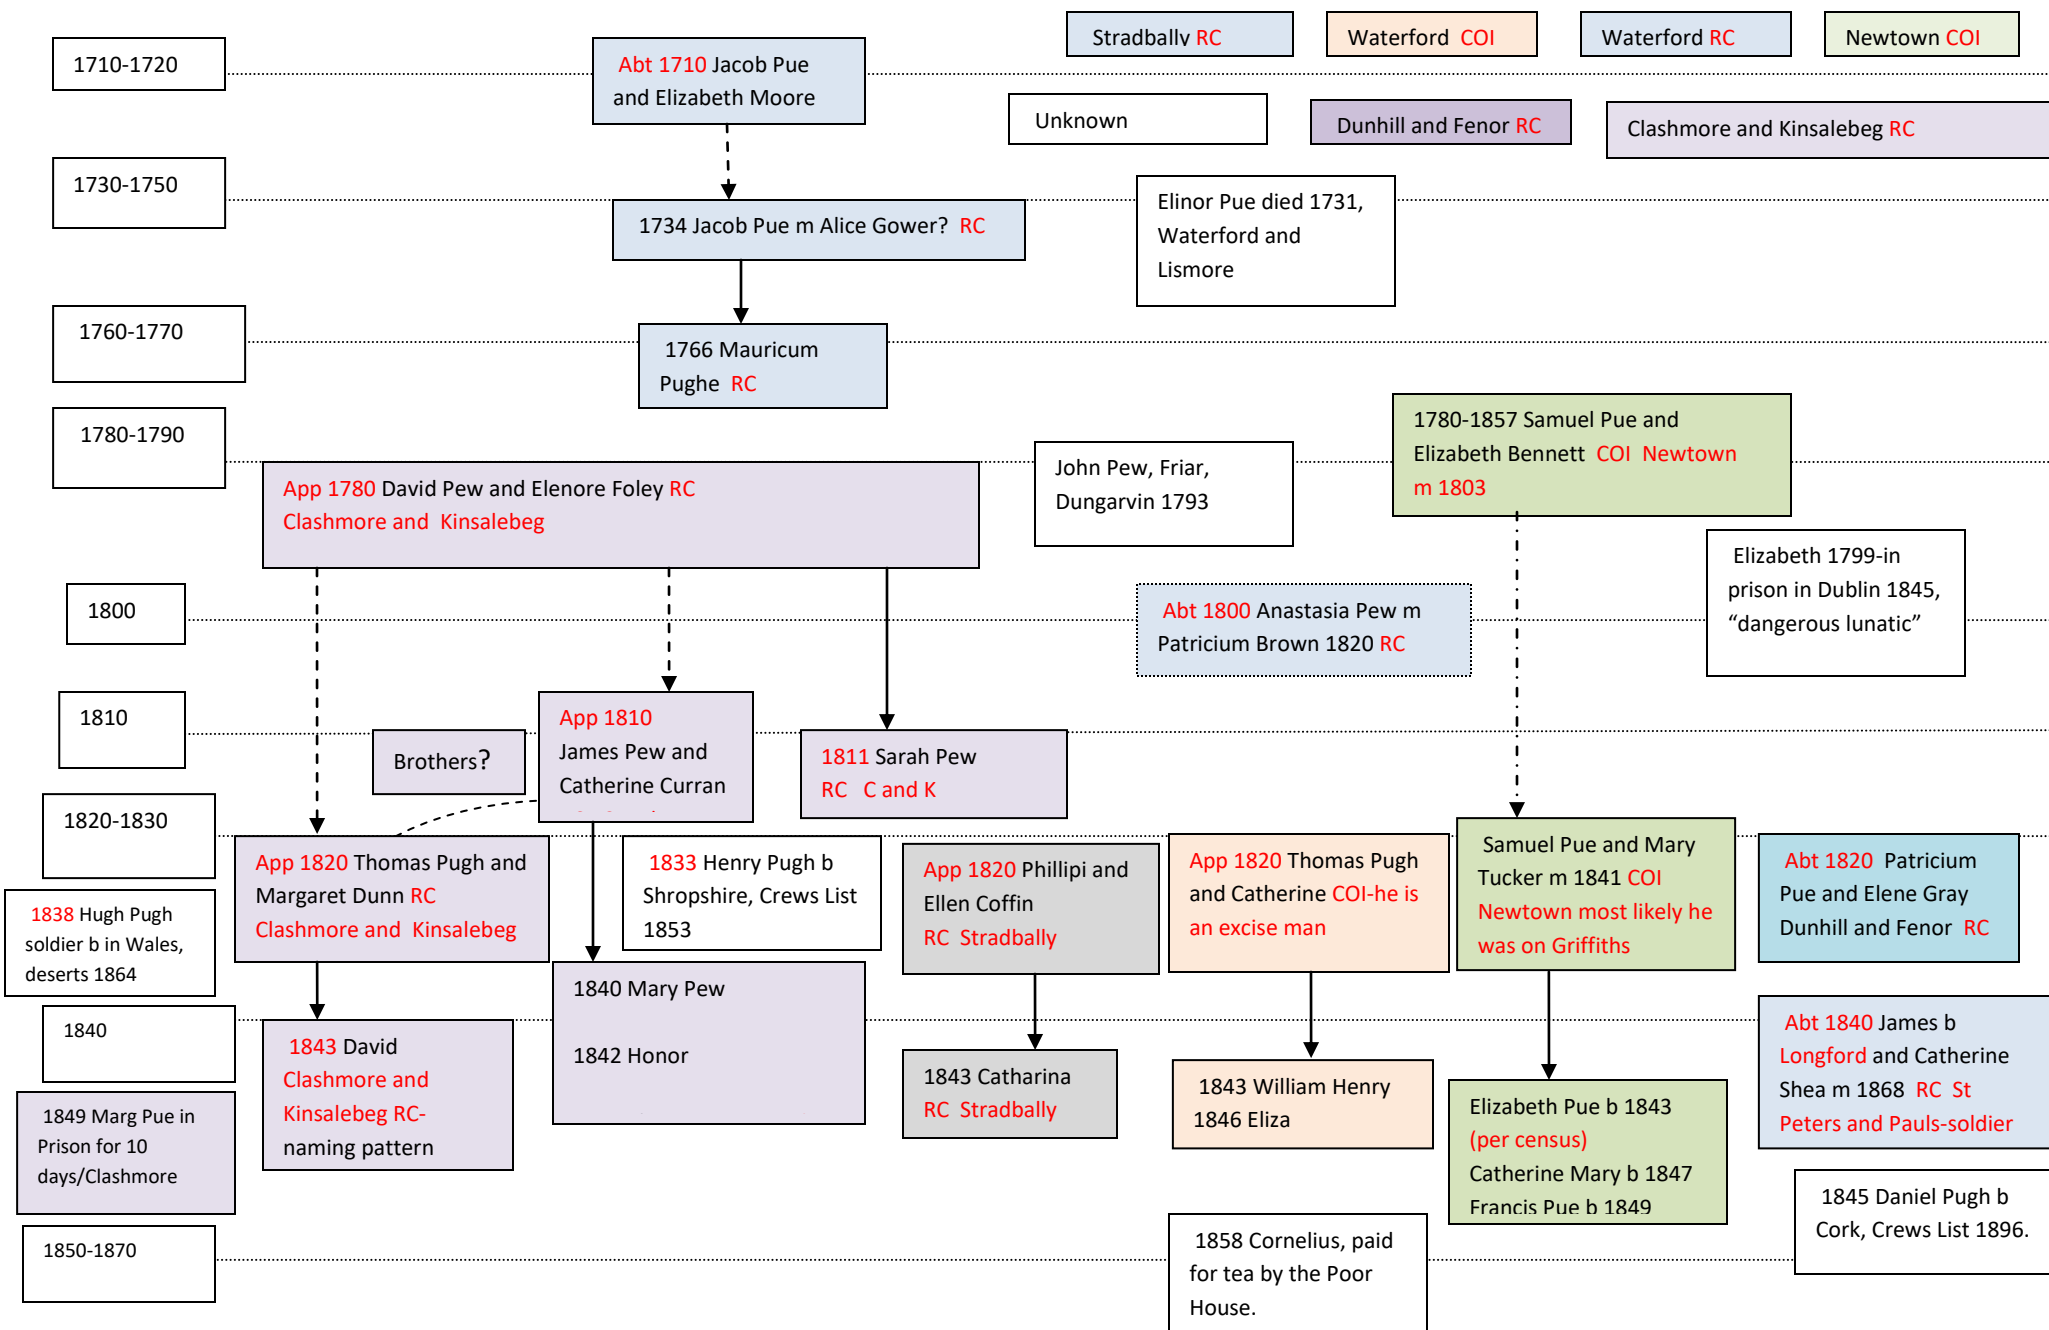 Stradbally RC
Waterford COI
Waterford RC
Newtown COI
1710-1720
Abt 1710 Jacob Pue
and Elizabeth Moore
Unknown
Dunhill and Fenor RC
Clashmore and Kinsalebeg RC
1730-1750
1734 Jacob Pue m Alice Gower? RC
Elinor Pue died 1731,
Waterford and
Lismore
1760-1770
1766 Mauricum
Pughe RC
1780-1790
App 1780 David Pew and Elenore Foley RC
Clashmore and Kinsalebeg
John Pew, Friar,
Dungarvin 1793
1780-1857 Samuel Pue and
Elizabeth Bennett COI Newtown
m 1803
Elizabeth 1799-in
prison in Dublin 1845,
“dangerous lunatic”
1800
Abt 1800 Anastasia Pew m
Patricium Brown 1820 RC
1810
Brothers?
App 1810
James Pew and
Catherine Curran
1811 Sarah Pew
RC C and K
1820-1830
App 1820 Thomas Pugh and
Margaret Dunn RC
Clashmore and Kinsalebeg
1833 Henry Pugh b
Shropshire, Crews List
1853
App 1820 Phillipi and
Ellen Coffin
RC Stradbally
App 1820 Thomas Pugh
and Catherine COI-he is
an excise man
Samuel Pue and Mary
Tucker m 1841 COI
Newtown most likely he
was on Griffiths
Abt 1820 Patricium
Pue and Elene Gray
Dunhill and Fenor RC
1838 Hugh Pugh
soldier b in Wales,
deserts 1864
1840
1843 David
Clashmore and
Kinsalebeg RC-
naming pattern
1840 Mary Pew
1842 Honor
1843 Catharina
RC Stradbally
1843 William Henry
1846 Eliza
Elizabeth Pue b 1843
(per census)
Catherine Mary b 1847
Francis Pue b 1849
Abt 1840 James b
Longford and Catherine
Shea m 1868 RC St
Peters and Pauls-soldier
1849 Marg Pue in
Prison for 10
days/Clashmore
1845 Daniel Pugh b
Cork, Crews List 1896.
1850-1870
1858 Cornelius, paid
for tea by the Poor
House.